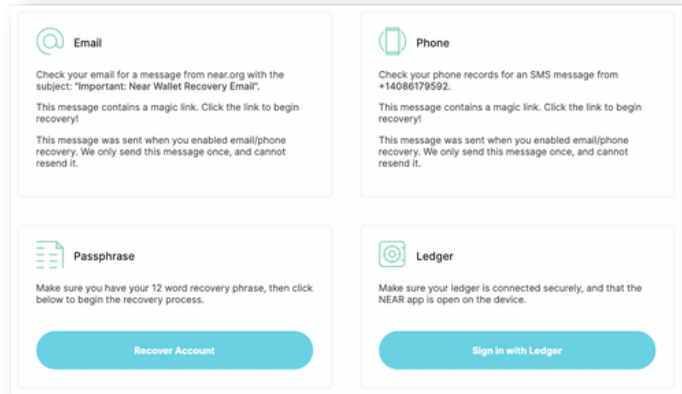 Email
Check your email for a message from near.org with the
subject: "Important: Near Wallet Recovery Email".
This message contains a magic link. Click the link to begin
recovery!
This message was sent when you enabled email/phone
recovery. We only send this message once, and cannot
resend it.
Phone
Check your phone records for an SMS message from
+14086179592.
This message contains a magic link. Click the link to begin
recovery!
This message was sent when you enabled email/phone
recovery. We only send this message once, and cannot
resend it.
Passphrase
Make sure you have your 12 word recovery phrase, then click
below to begin the recovery process.
Recover Account
Ledger
Make sure your ledger is connected securely, and that the
NEAR app is open on the device.
Sign in with Ledger